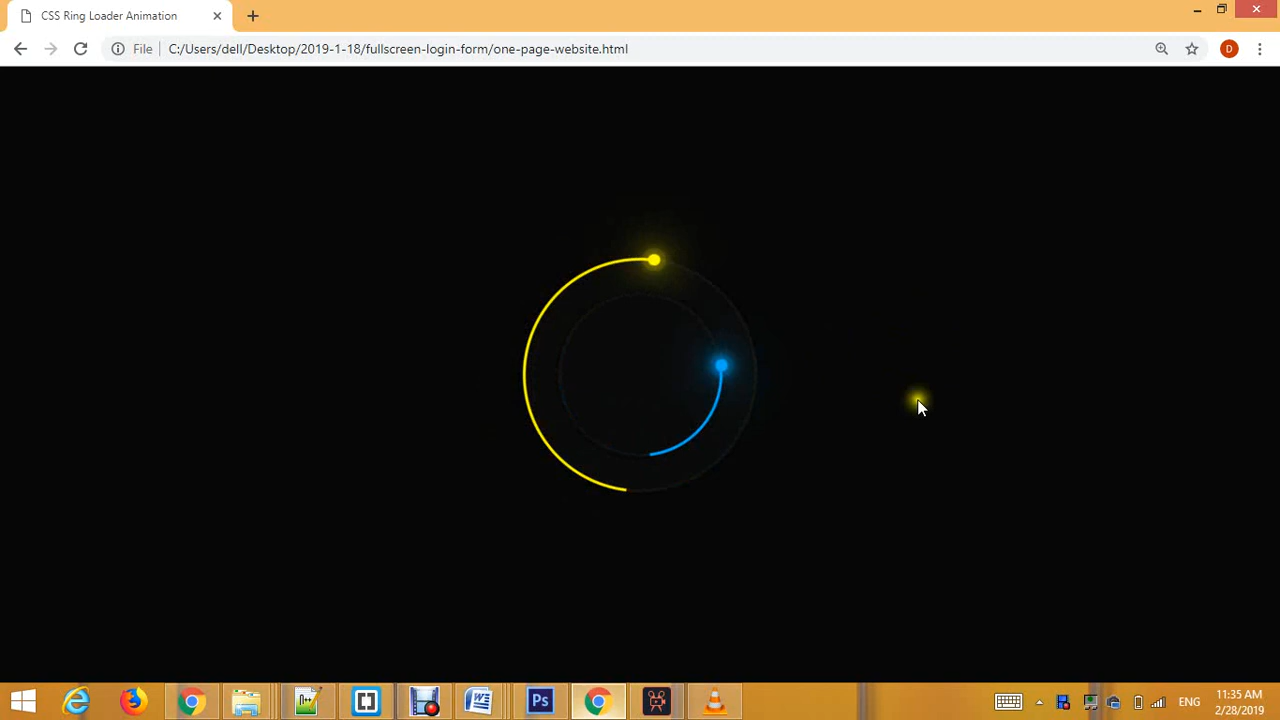 CSS Ring Loader Animation
File
C:/Users/dell/Desktop/2019-1-18/fullscreen-login-form/one-page-website.html
D
W
Ps
ENG
11:35 AM
2/28/2019